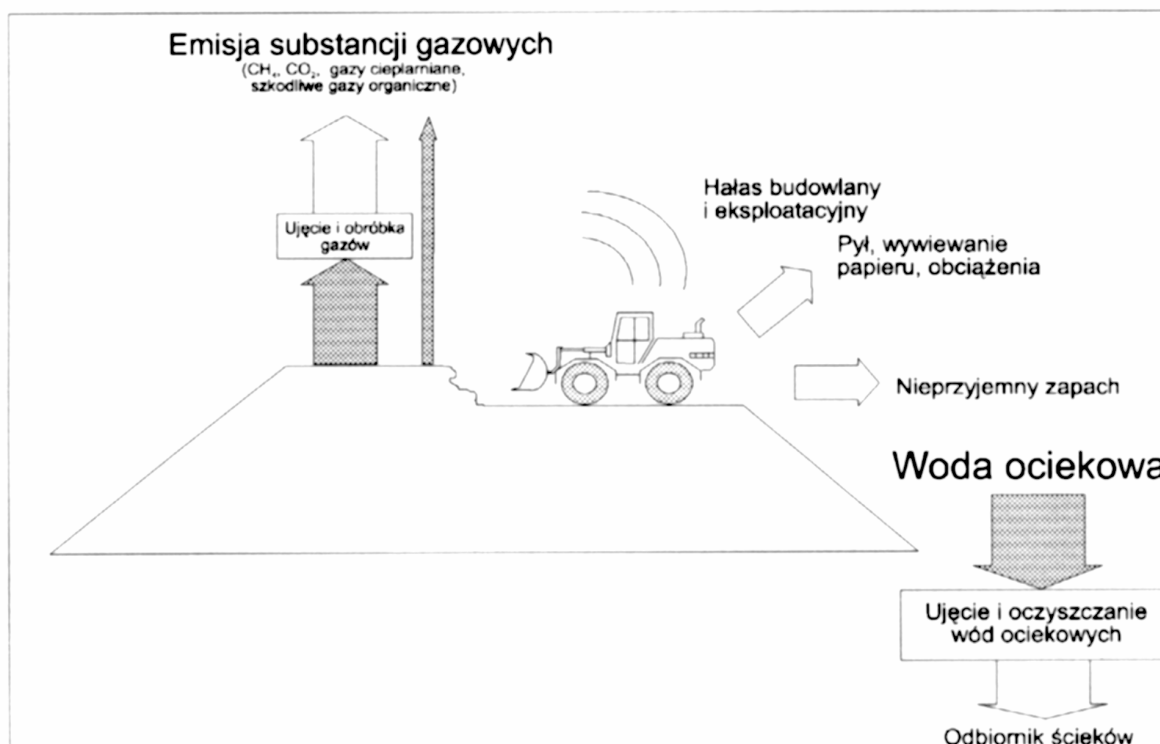 Emisja substancji gazowych
(CH₄, CO₂, gazy cieplarniane,
szkodliwe gazy organiczne)
Ujęcie i obróbka
gazów
Hałas budowlany
i eksploatacyjny
Pył, wywiewanie
papieru, obciążenia
Nieprzyjemny zapach
Woda ociekowa
Ujęcie i oczyszczanie
wód ociekowych
Odbiornik ścieków